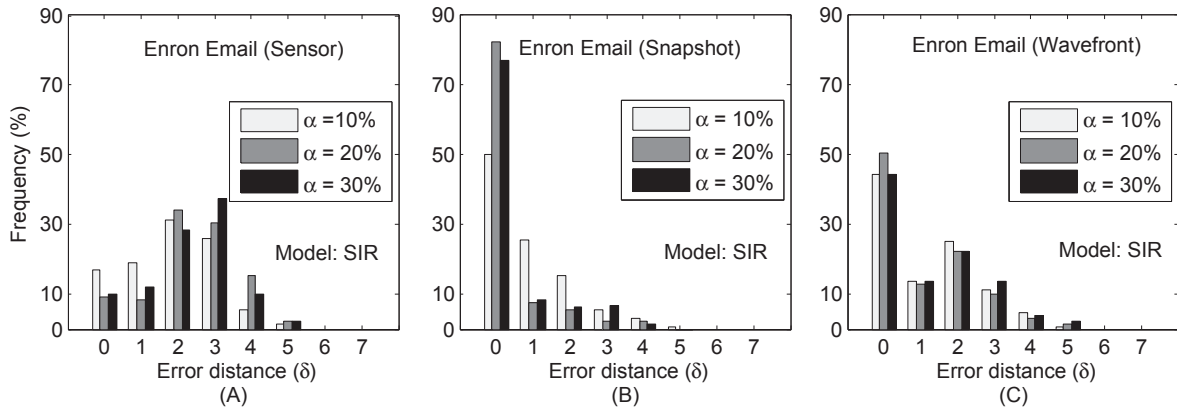 Frequency (%)
90
70
50
30
10
0
Enron Email (Sensor)
α =10%
α = 20%
α = 30%
Model: SIR
0 1 2 3 4 5 6 7
Error distance (δ)
(A)
90
70
50
30
10
0
Enron Email (Snapshot)
α = 10%
α = 20%
α = 30%
Model: SIR
0 1 2 3 4 5 6 7
Error distance (δ)
(B)
90
70
50
30
10
0
Enron Email (Wavefront)
α = 10%
α = 20%
α = 30%
Model: SIR
0 1 2 3 4 5 6 7
Error distance (δ)
(C)